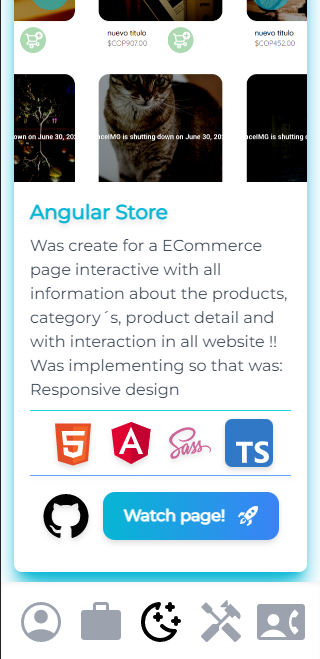 nuevo titulo
nuevo titulo
$COP907.00
$COP452.00
down on June 30, 20
aceIMG is shutting down on June 30, 202
aceIMG is shutting
Angular Store
Was create for a ECommerce
page interactive with all
information about the products,
category´s, product detail and
with interaction in all website !!
Was implementing so that was:
Responsive design
5
A
Sass
TS
Watch page!